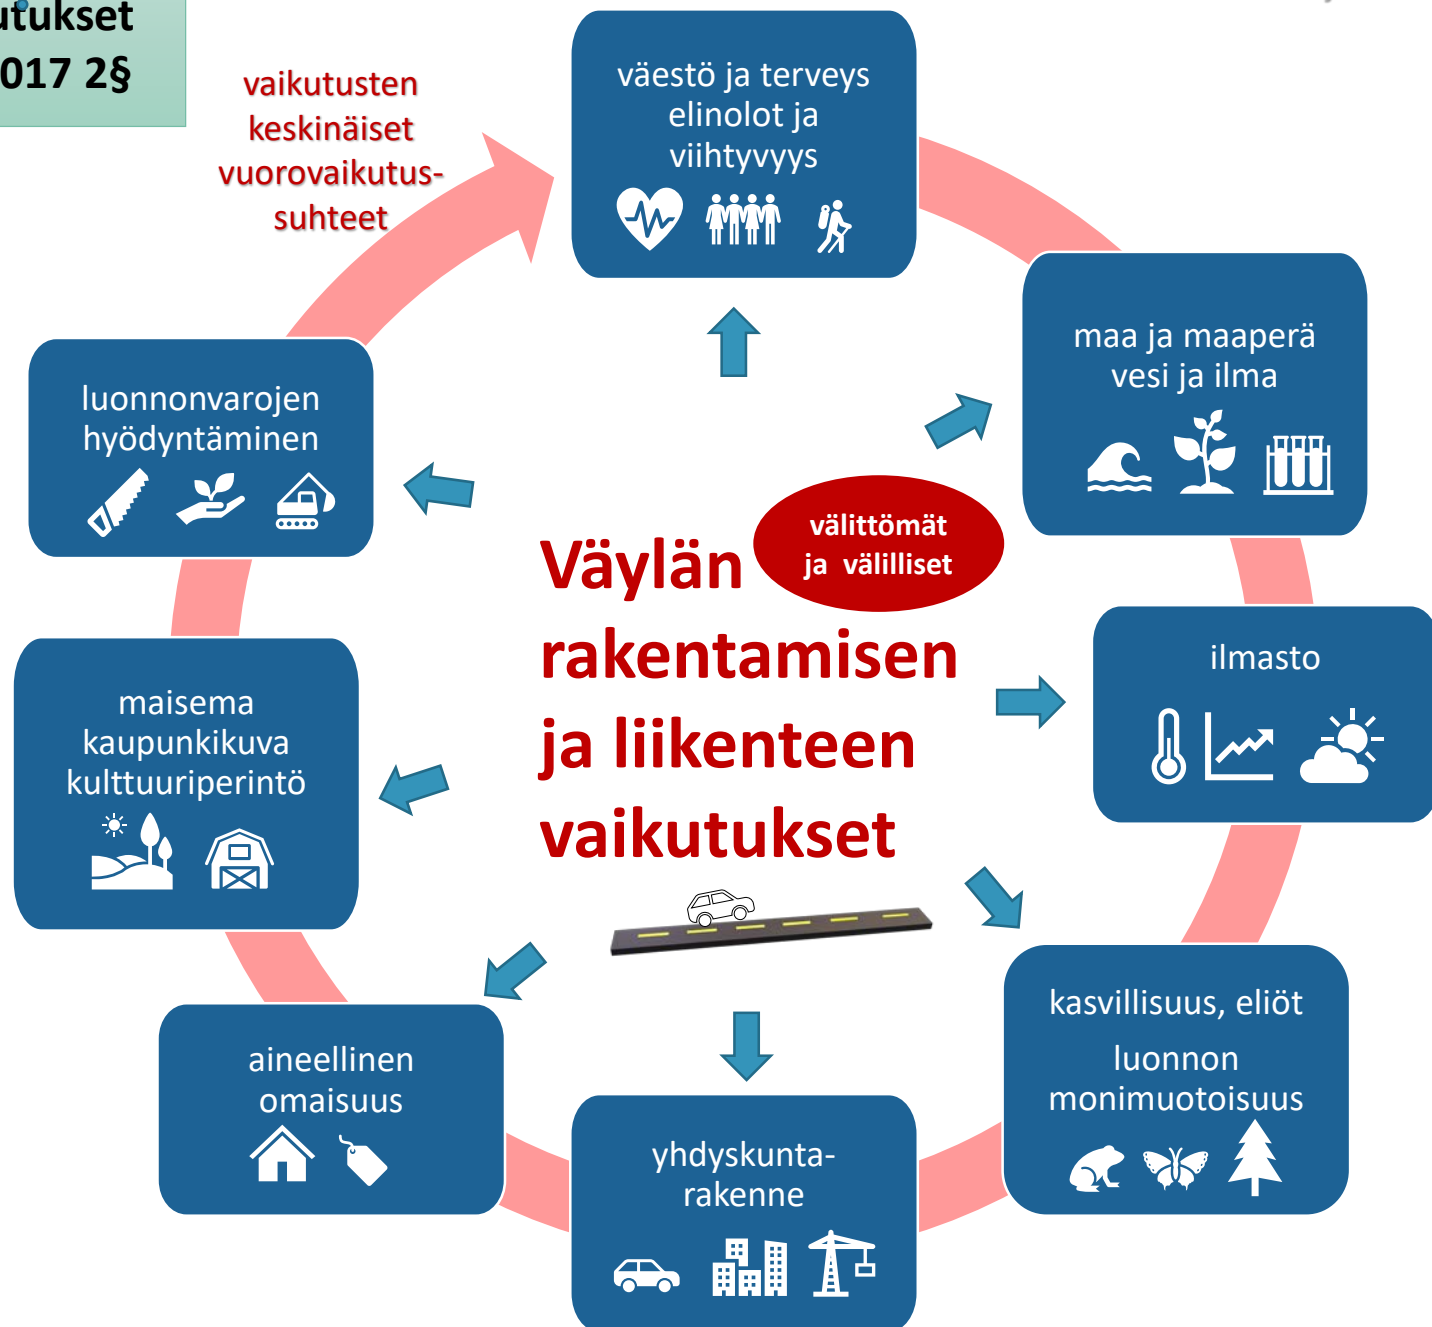 017 2§
vaikutusten
keskinäiset
vuorovaikutus-
suhteet
väestö ja terveys
elinolot ja
viihtyvyys
maa ja maaperä
vesi ja ilma
ilmasto
kasvillisuus, eliöt
luonnon
monimuotoisuus
yhdyskunta-
rakenne
aineellinen
omaisuus
maisema
kaupunkikuva
kulttuuriperintö
luonnonvarojen
hyödyntäminen
välittömät
ja välilliset
Väylän
rakentamisen
ja liikenteen
vaikutukset